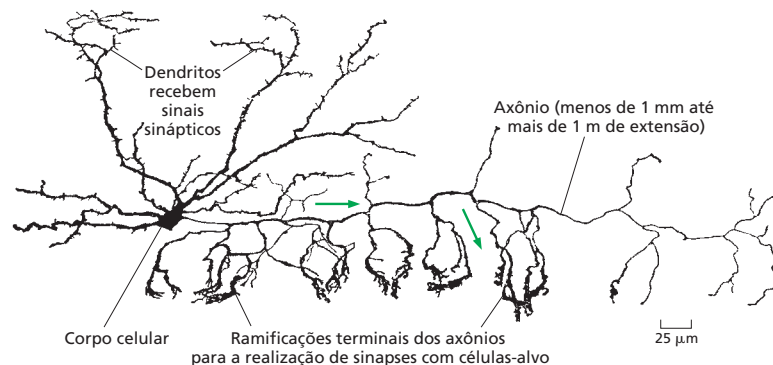 Dendritos
recebem
sinais
sinápticos
Axônio (menos de 1 mm até
mais de 1 m de extensão)
Corpo celular
Ramificações terminais dos axônios
para a realização de sinapses com células-alvo
25 µm